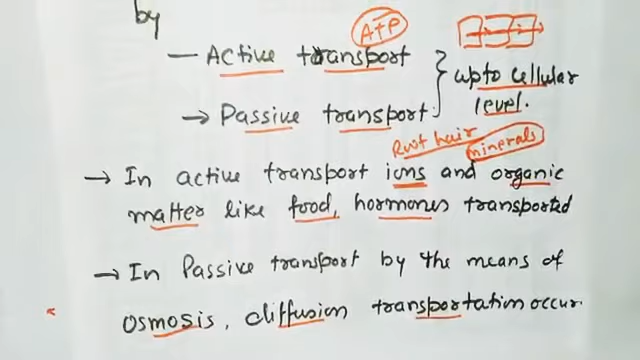 by
ATP
— Active transport
upto cellular
level.
→ Passive transport
Root hair
minerals
→ In active transport ions and organic
matter like food, hormones transported
→ In Passive transport by the means of
osmosis, diffusion transportation occur.